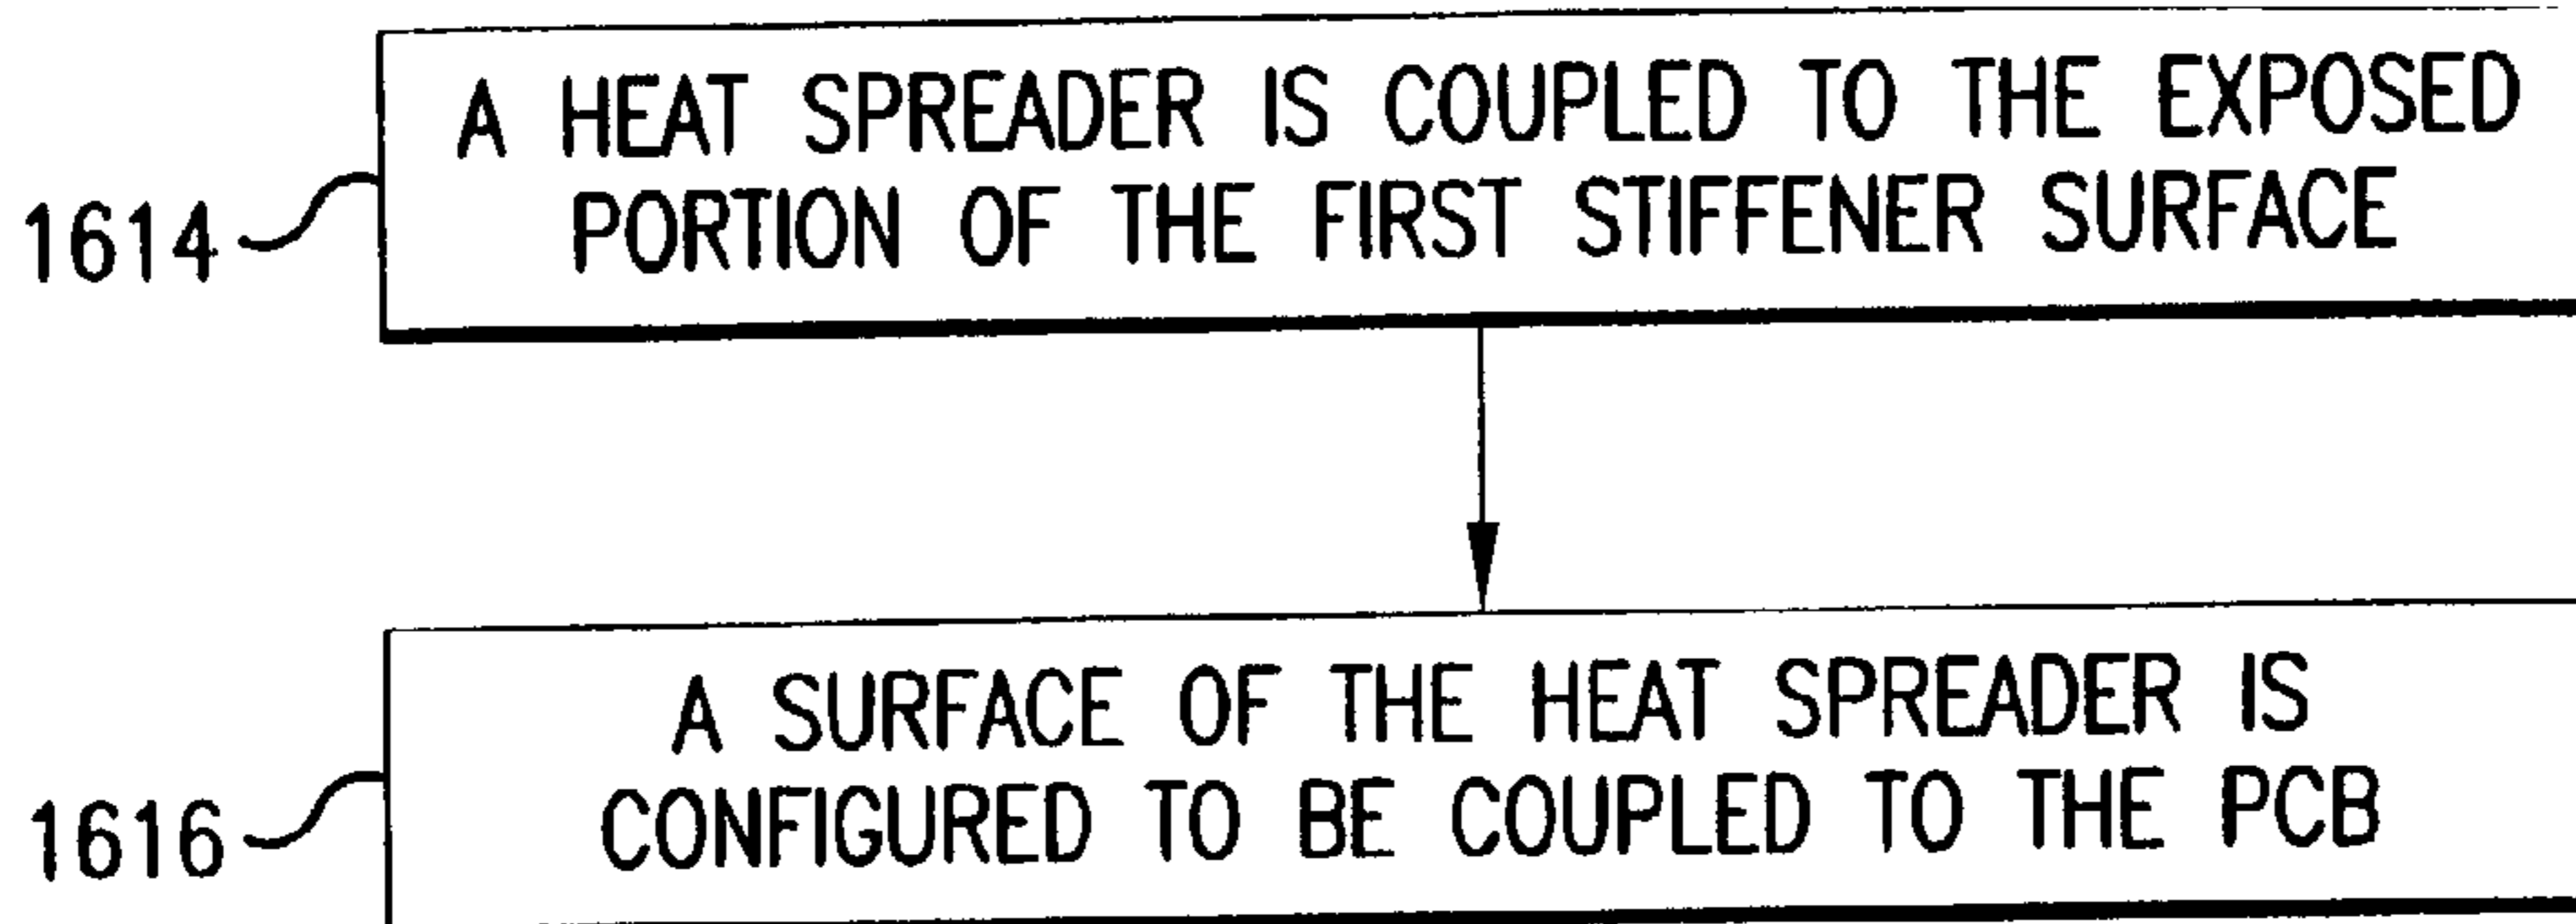 A HEAT SPREADER IS COUPLED TO THE EXPOSED
PORTION OF THE FIRST STIFFENER SURFACE
1614
A SURFACE OF THE HEAT SPREADER IS
CONFIGURED TO BE COUPLED TO THE PCB
1616